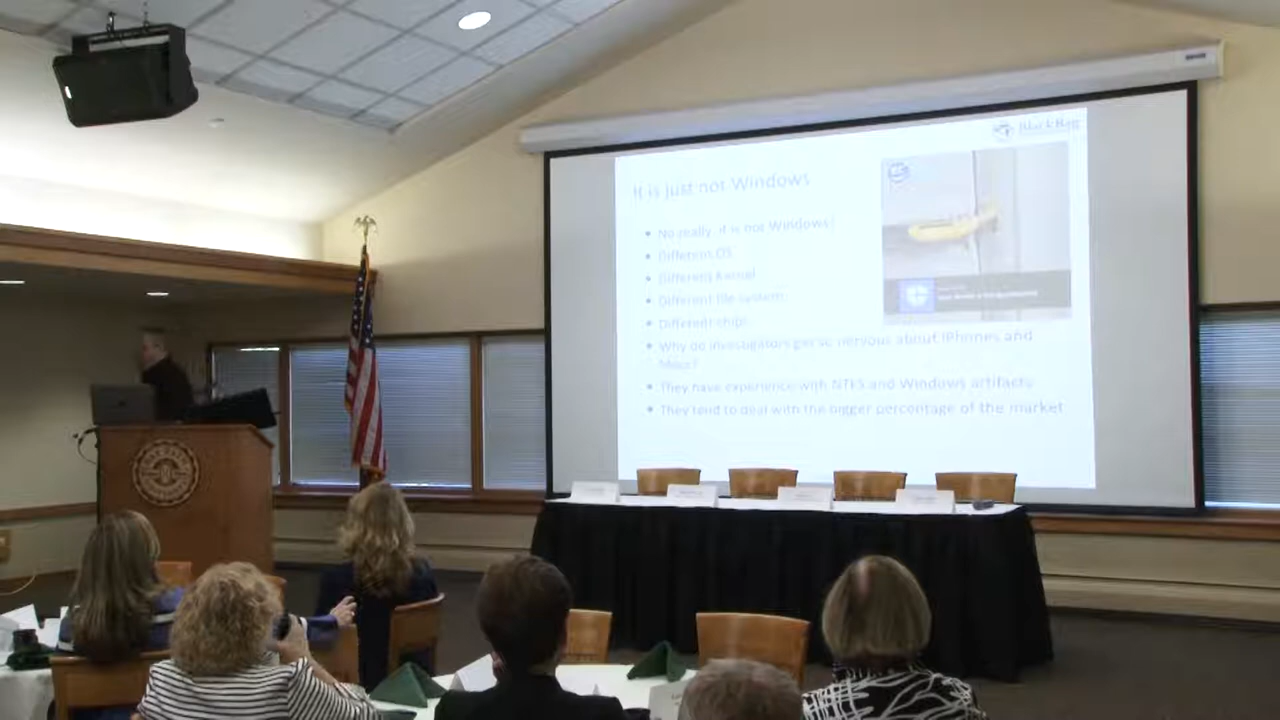 Black Bag
It is just not Windows
No really, it is not Windows!
Different OS
Different Kernel
Different file system
Different chips
Why do investigators get so nervous about iPhones and
Macs?
They have experience with NTFS and Windows artifacts
They tend to deal with the bigger percentage of the market